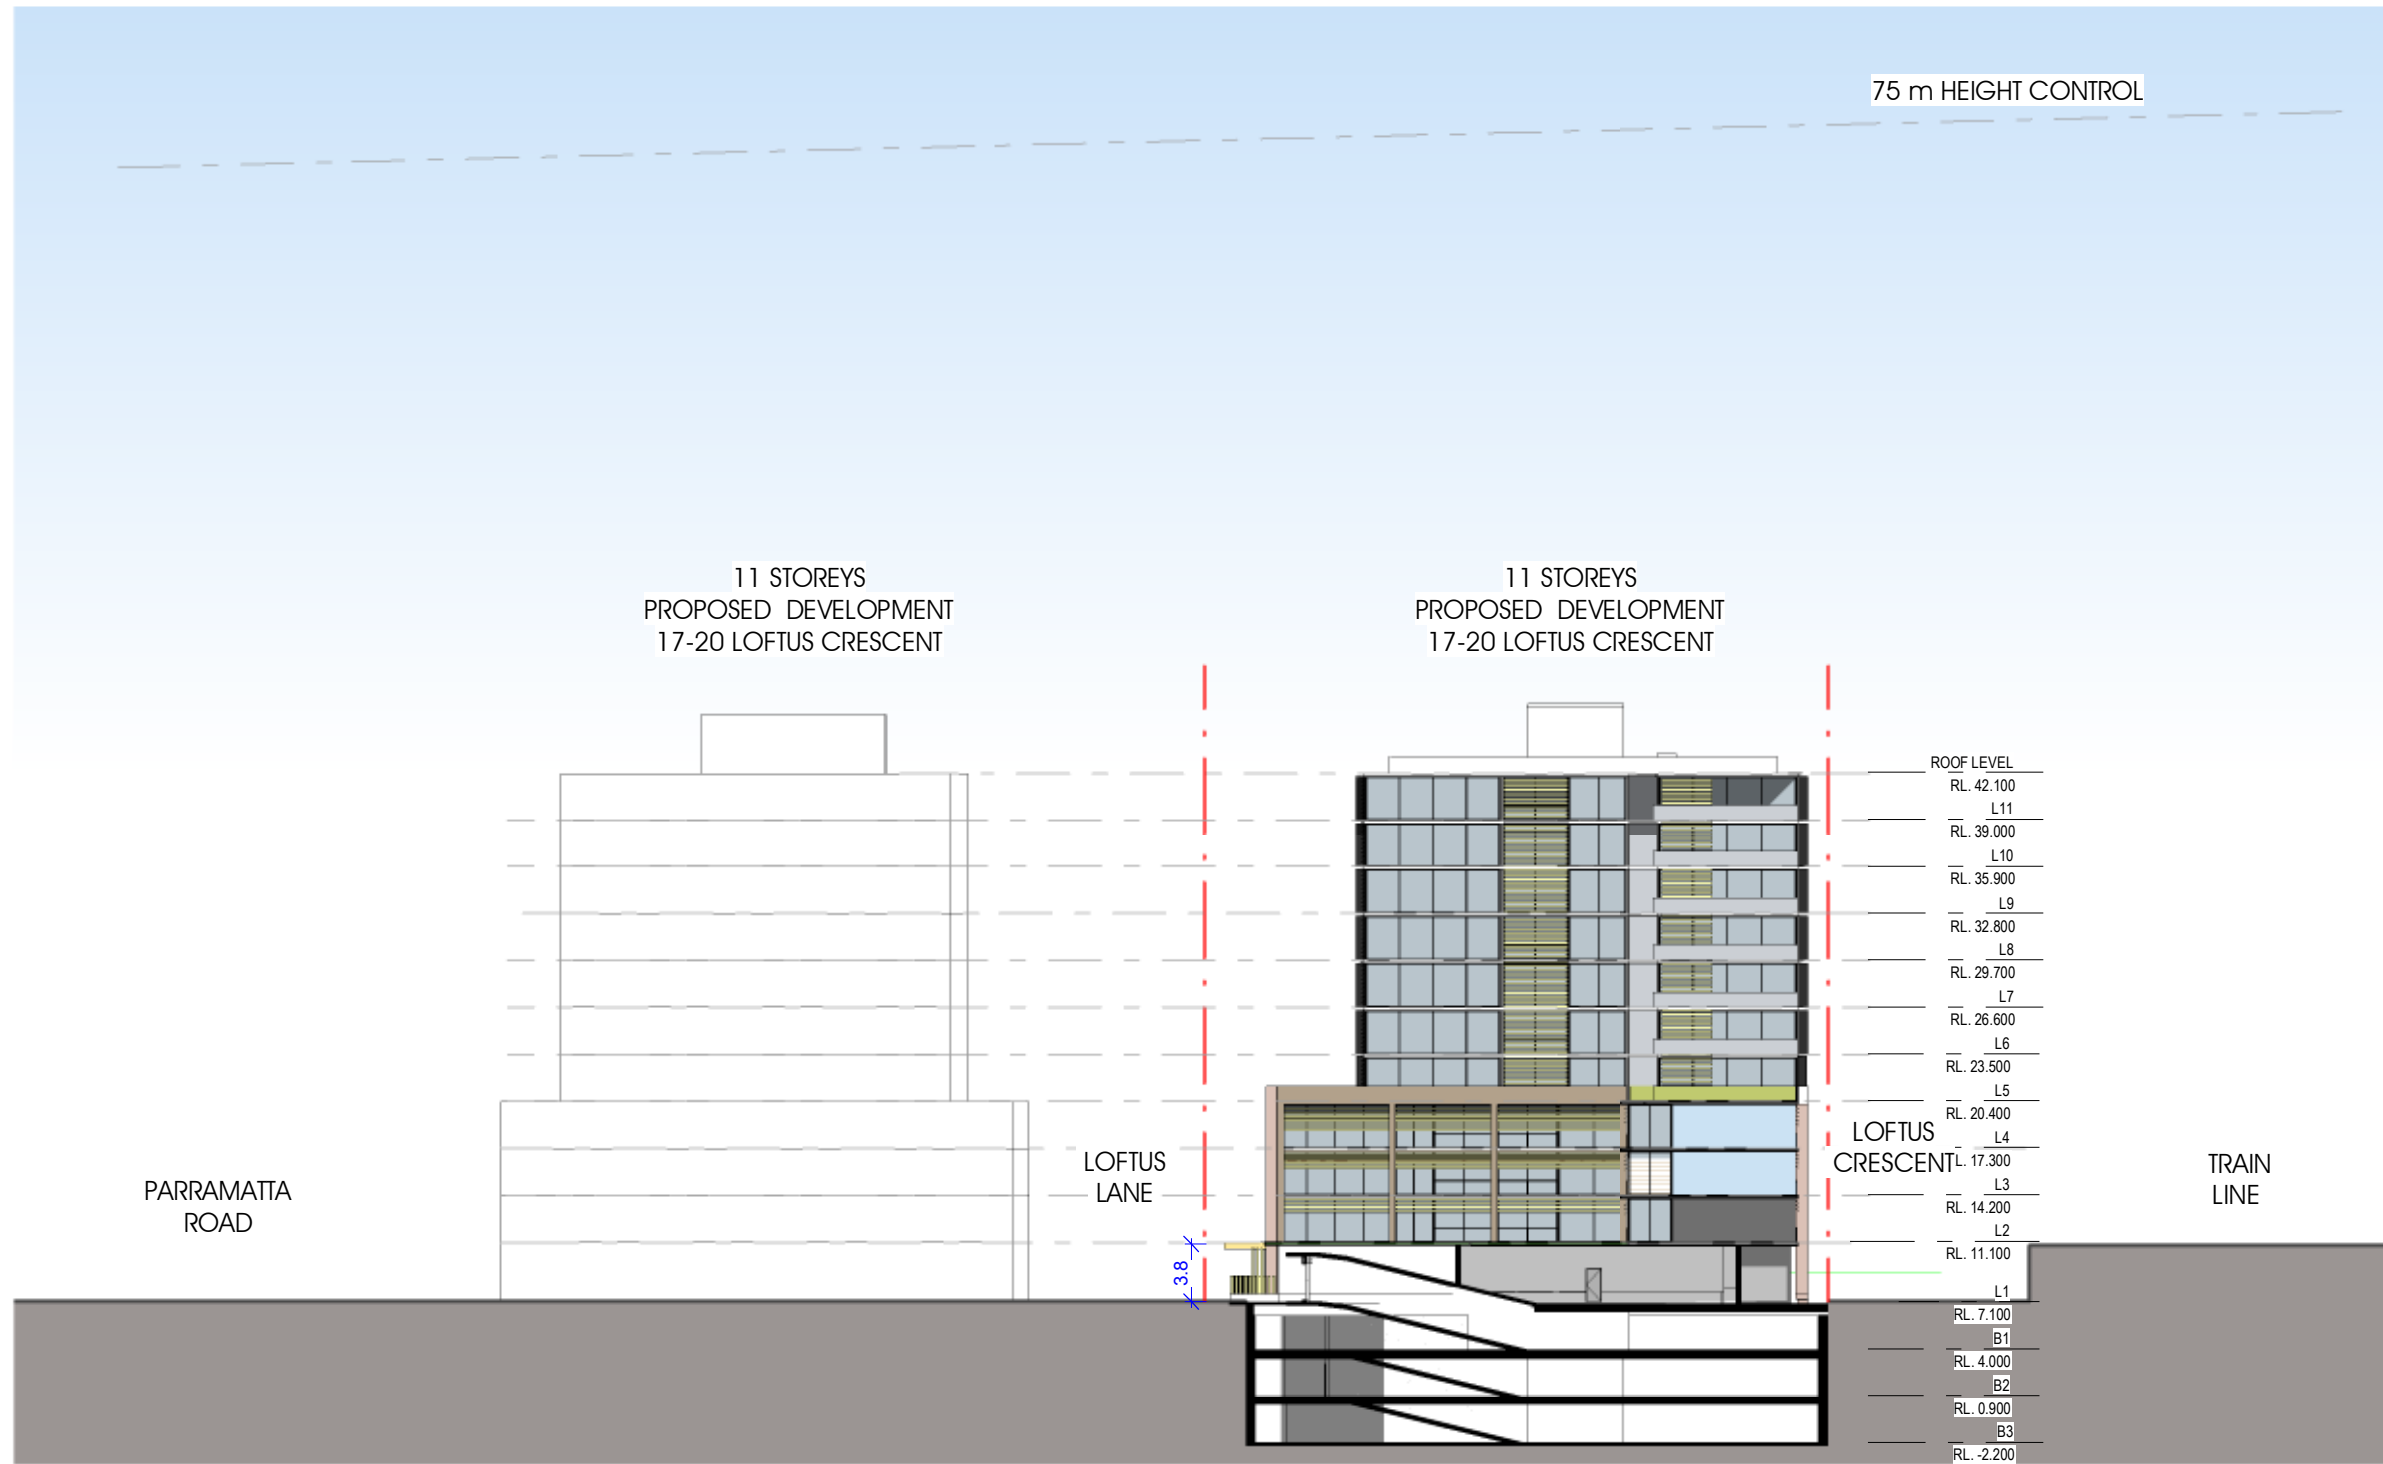 75 m HEIGHT CONTROL
11 STOREYS
PROPOSED DEVELOPMENT
17-20 LOFTUS CRESCENT
11 STOREYS
PROPOSED DEVELOPMENT
17-20 LOFTUS CRESCENT
ROOF LEVEL
RL. 42.100
L11
RL. 39.000
L10
RL. 35.900
L9
RL. 32.800
L8
RL. 29.700
L7
RL. 26.600
L6
RL. 23.500
L5
RL. 20.400
L4
L. 17.300
L3
RL. 14.200
L2
RL. 11.100
L1
RL. 7.100
B1
RL. 4.000
B2
RL. 0.900
B3
RL. -2.200
PARRAMATTA
ROAD
LOFTUS
LANE
3.8
LOFTUS
CRESCENT
TRAIN
LINE